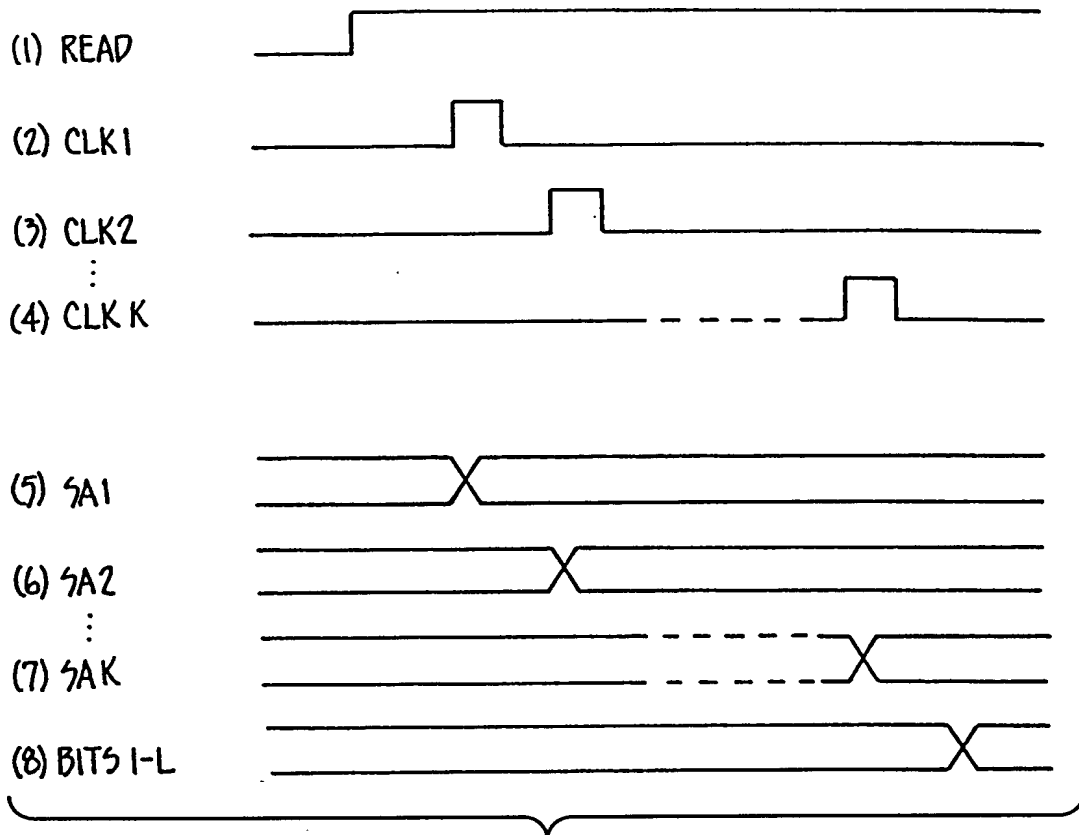 (1) READ
(2) CLK1
(3) CLK2
⋮
(4) CLK K
(5) SA1
(6) SA2
⋮
(7) SAK
(8) BITS 1-L